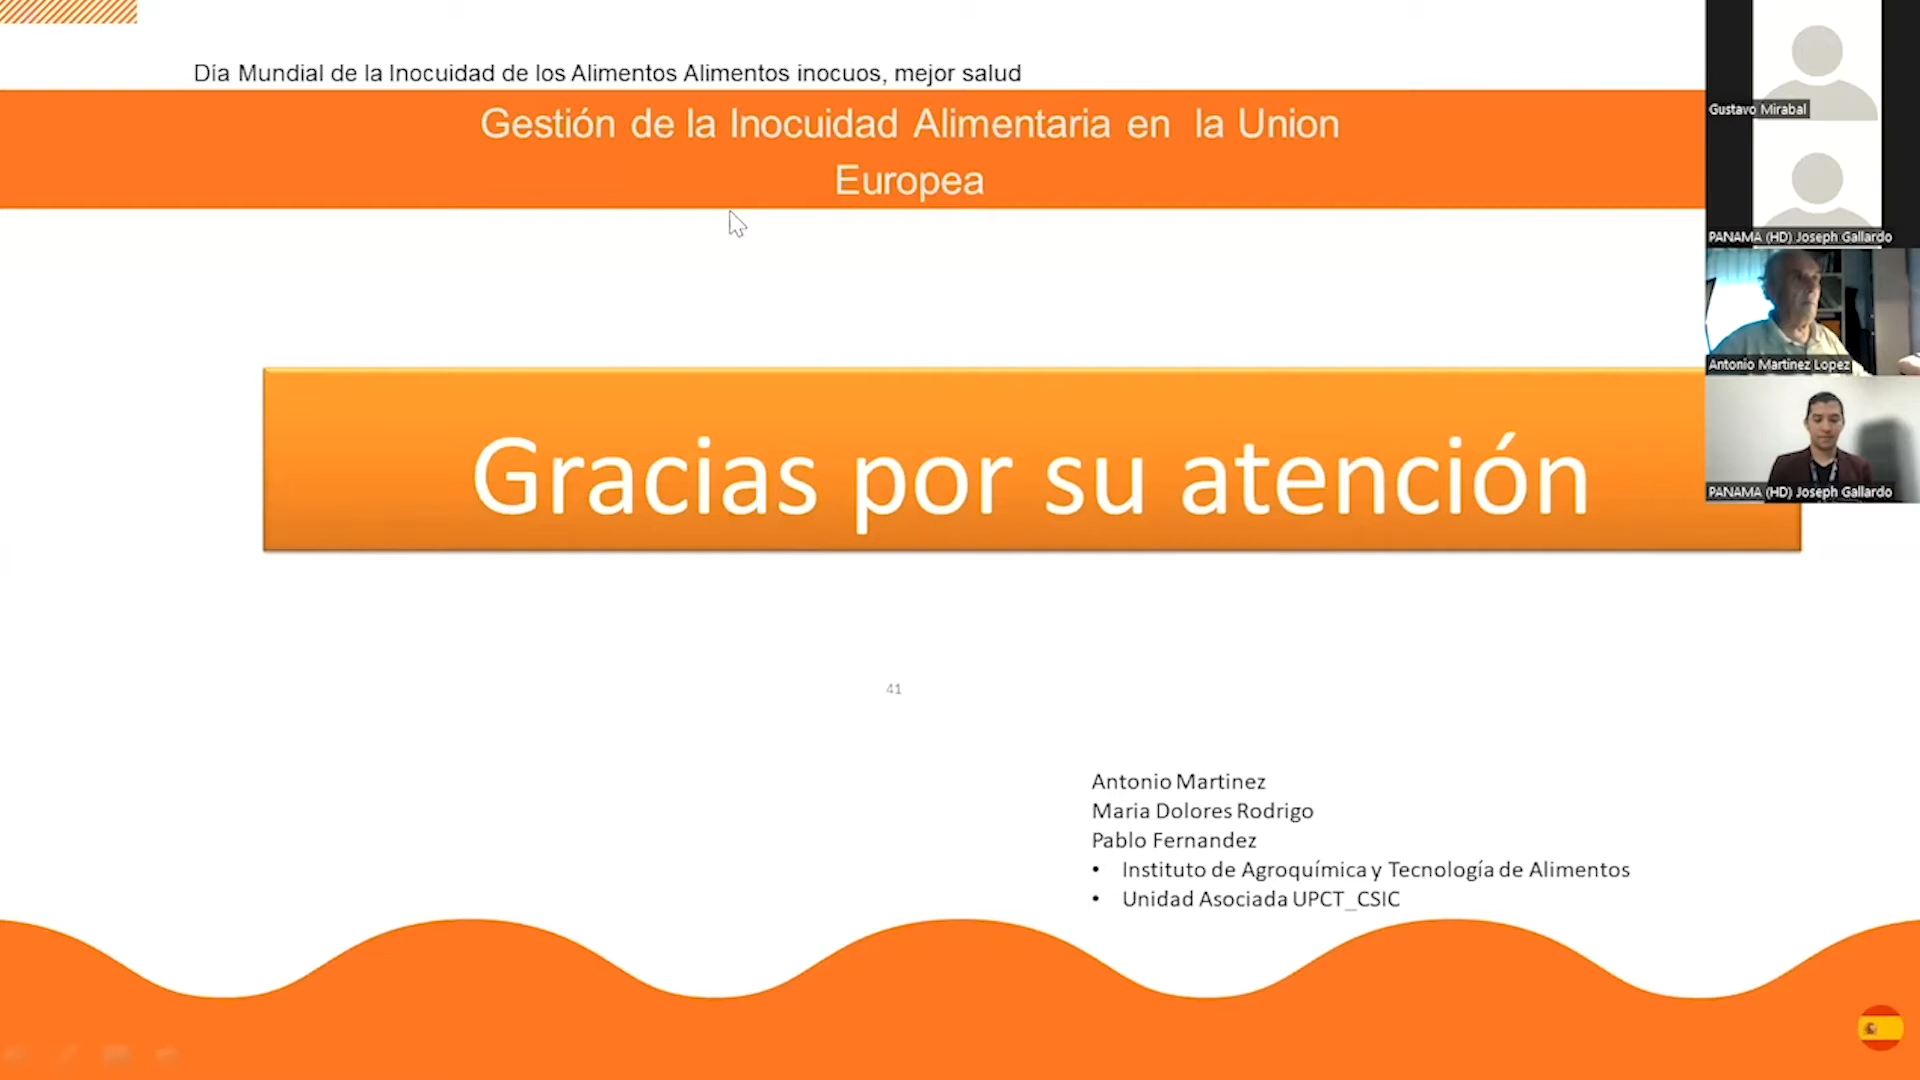 Día Mundial de la Inocuidad de los Alimentos Alimentos inocuos, mejor salud
Gestión de la Inocuidad Alimentaria en la Union
Europea
Gustavo Mirabal
PANAMA (HD) Joseph Gallardo
Antonio Martinez Lopez
PANAMA (HD) Joseph Gallardo
Gracias por su atención
41
Antonio Martinez
Maria Dolores Rodrigo
Pablo Fernandez
• Instituto de Agroquímica y Tecnología de Alimentos
• Unidad Asociada UPCT_CSIC